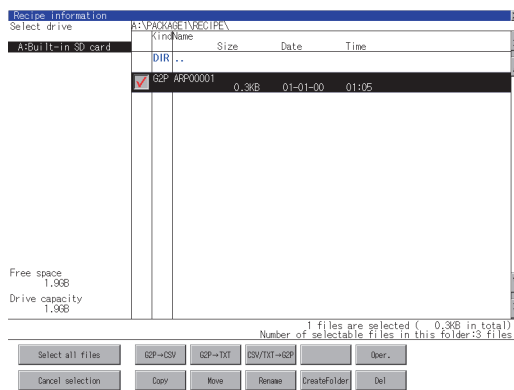 Recipe information
Select drive
A:\PACKAGE1\RECIPE\
Kind Name
Size Date Time
A:Built-in SD card
DIR ..
G2P ARP00001
0.3KB 01-01-00 01:05
Free space
1.9GB
Drive capacity
1.9GB
1 files are selected ( 0.3KB in total)
Number of selectable files in this folder:3 files
Select all files G2P→CSV G2P→TXT CSV/TXT→G2P Oper.
Cancel selection Copy Move Rename CreateFolder Del